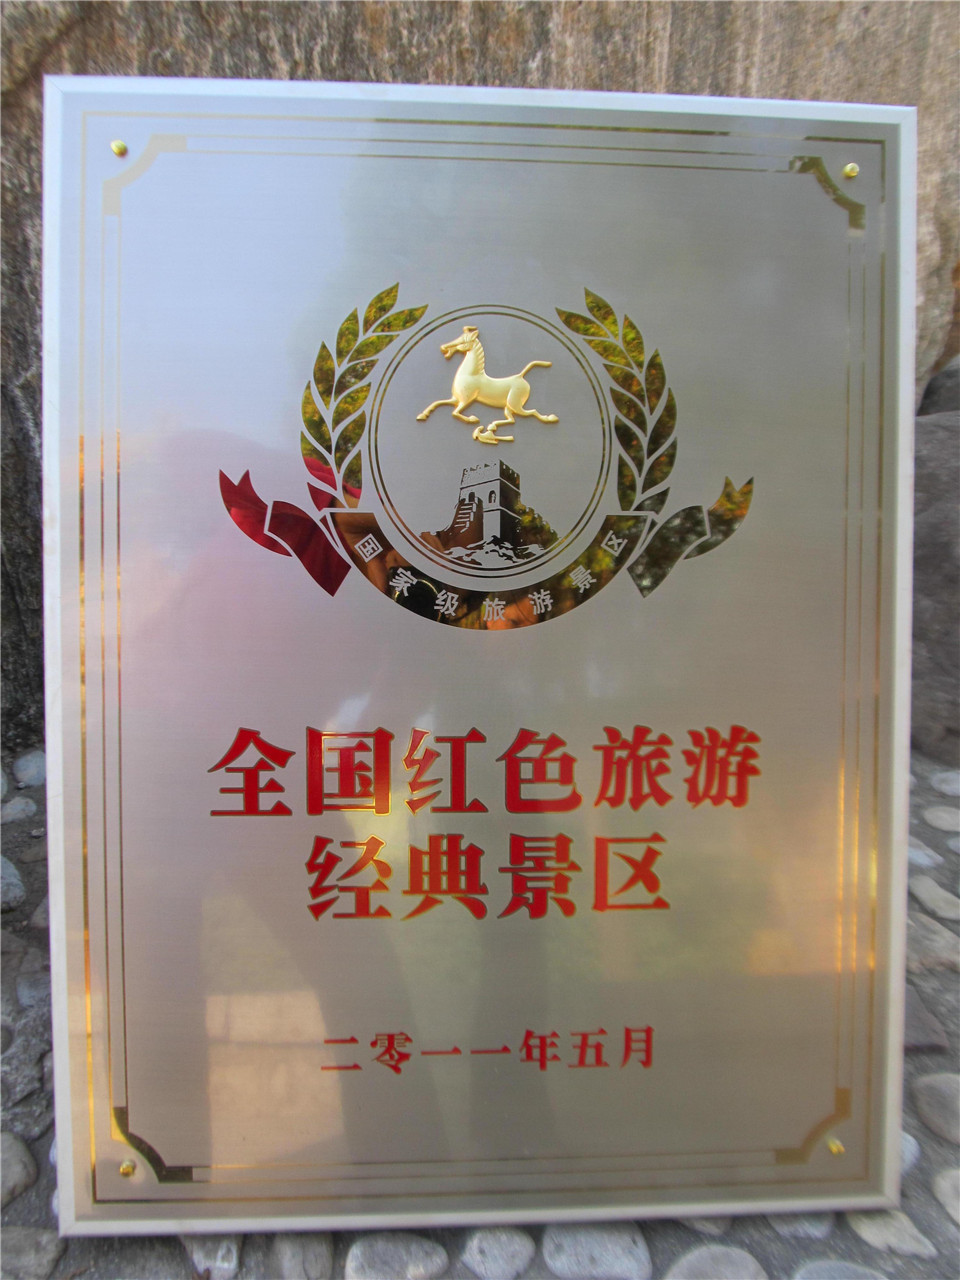 国家级旅游景区
全国红色旅游
经典景区
二零一一年五月